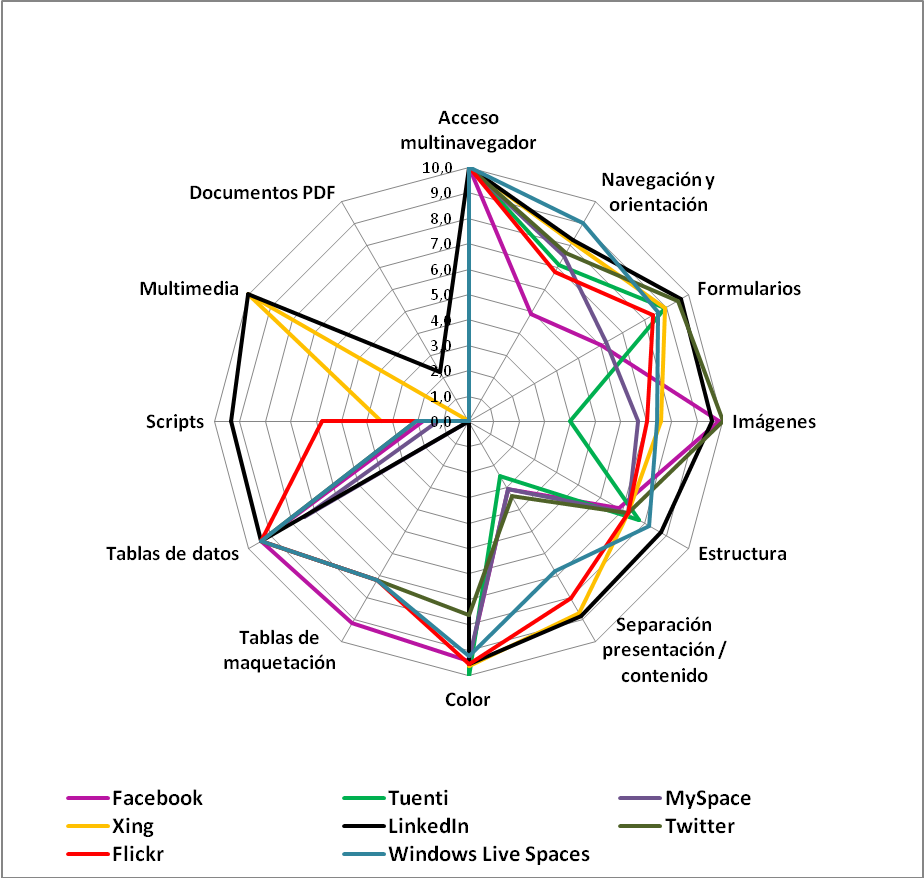 Acceso
multinavegador
Navegación y
orientación
Formularios
Imágenes
Estructura
Separación
presentación /
contenido
Color
Tablas de
maquetación
Tablas de datos
Scripts
Multimedia
Documentos PDF
10,0
9,0
8,0
7,0
6,0
5,0
4,0
3,0
2,0
1,0
0,0
Facebook
Tuenti
MySpace
Xing
LinkedIn
Twitter
Flickr
Windows Live Spaces